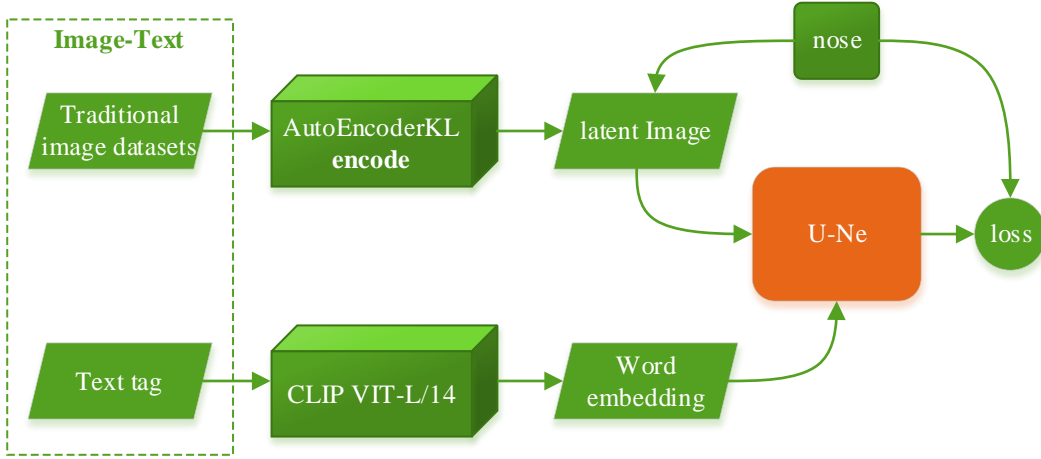 Image-Text
nose
Traditional
image datasets
AutoEncoderKL
encode
latent Image
U-Ne
loss
Text tag
CLIP VIT-L/14
Word
embedding